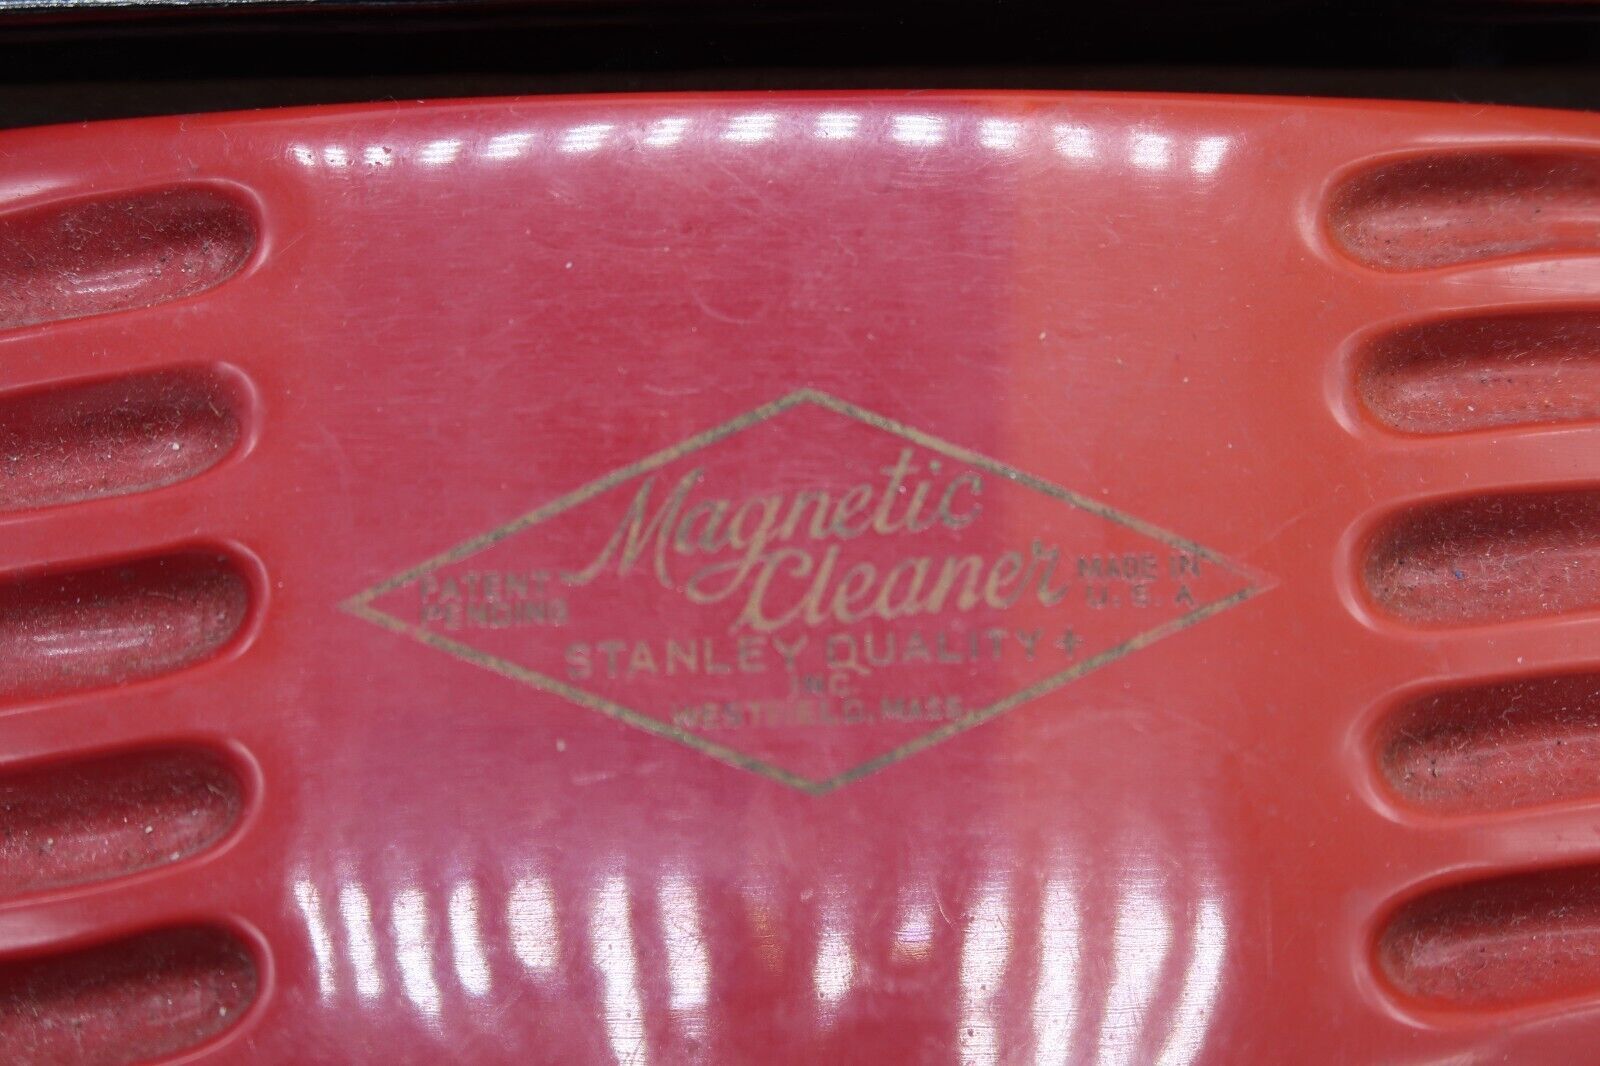 Magnetic
Cleaner
PATENT
PENDING
MADE IN
U.S.A.
STANLEY QUALITY +
INC.
WESTFIELD, MASS.